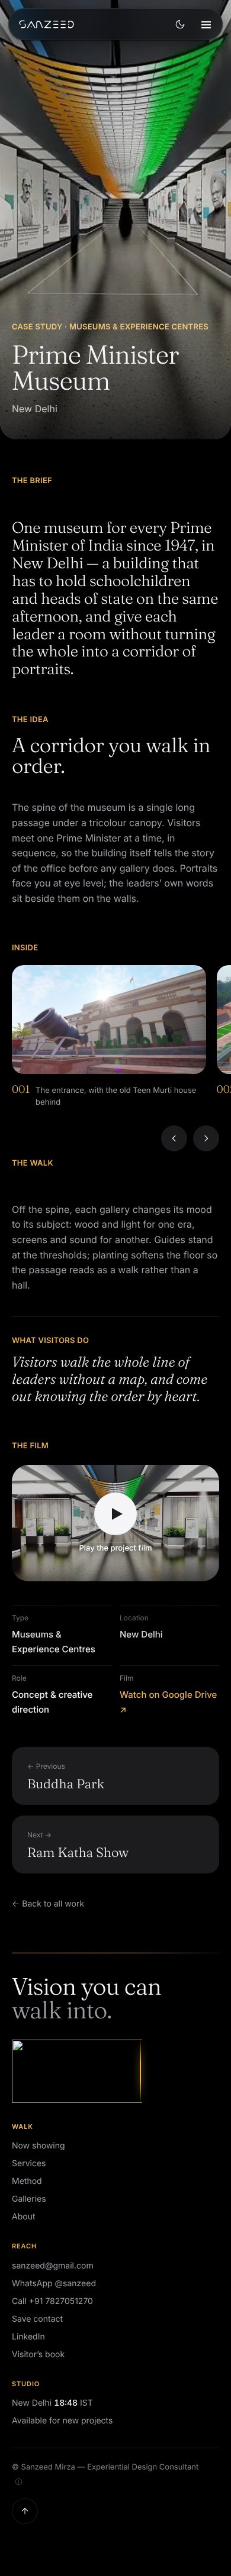 SANZEED
CASE STUDY · MUSEUMS & EXPERIENCE CENTRES
Prime Minister
Museum
New Delhi
THE BRIEF
One museum for every Prime
Minister of India since 1947, in
New Delhi — a building that
has to hold schoolchildren
and heads of state on the same
afternoon, and give each
leader a room without turning
the whole into a corridor of
portraits.
THE IDEA
A corridor you walk in
order.
The spine of the museum is a single long
passage under a tricolour canopy. Visitors
meet one Prime Minister at a time, in
sequence, so the building itself tells the story
of the office before any gallery does. Portraits
face you at eye level; the leaders’ own words
sit beside them on the walls.
INSIDE
001 The entrance, with the old Teen Murti house
behind
THE WALK
Off the spine, each gallery changes its mood
to its subject: wood and light for one era,
screens and sound for another. Guides stand
at the thresholds; planting softens the floor so
the passage reads as a walk rather than a
hall.
WHAT VISITORS DO
Visitors walk the whole line of
leaders without a map, and come
out knowing the order by heart.
THE FILM
Play the project film
Type Location
Museums & New Delhi
Experience Centres
Role Film
Concept & creative Watch on Google Drive
direction ↗
← Previous
Buddha Park
Next →
Ram Katha Show
← Back to all work
Vision you can
walk into.
WALK
Now showing
Services
Method
Galleries
About
REACH
sanzeed@gmail.com
WhatsApp @sanzeed
Call +91 7827051270
Save contact
LinkedIn
Visitor’s book
STUDIO
New Delhi 18:48 IST
Available for new projects
© Sanzeed Mirza — Experiential Design Consultant